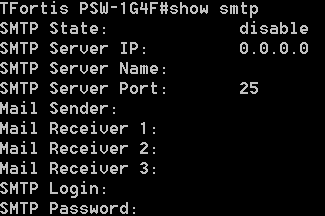 TFortis PSW-1G4F#show smtp
SMTP State: disable
SMTP Server IP: 0.0.0.0
SMTP Server Name:
SMTP Server Port: 25
Mail Sender:
Mail Receiver 1:
Mail Receiver 2:
Mail Receiver 3:
SMTP Login:
SMTP Password: